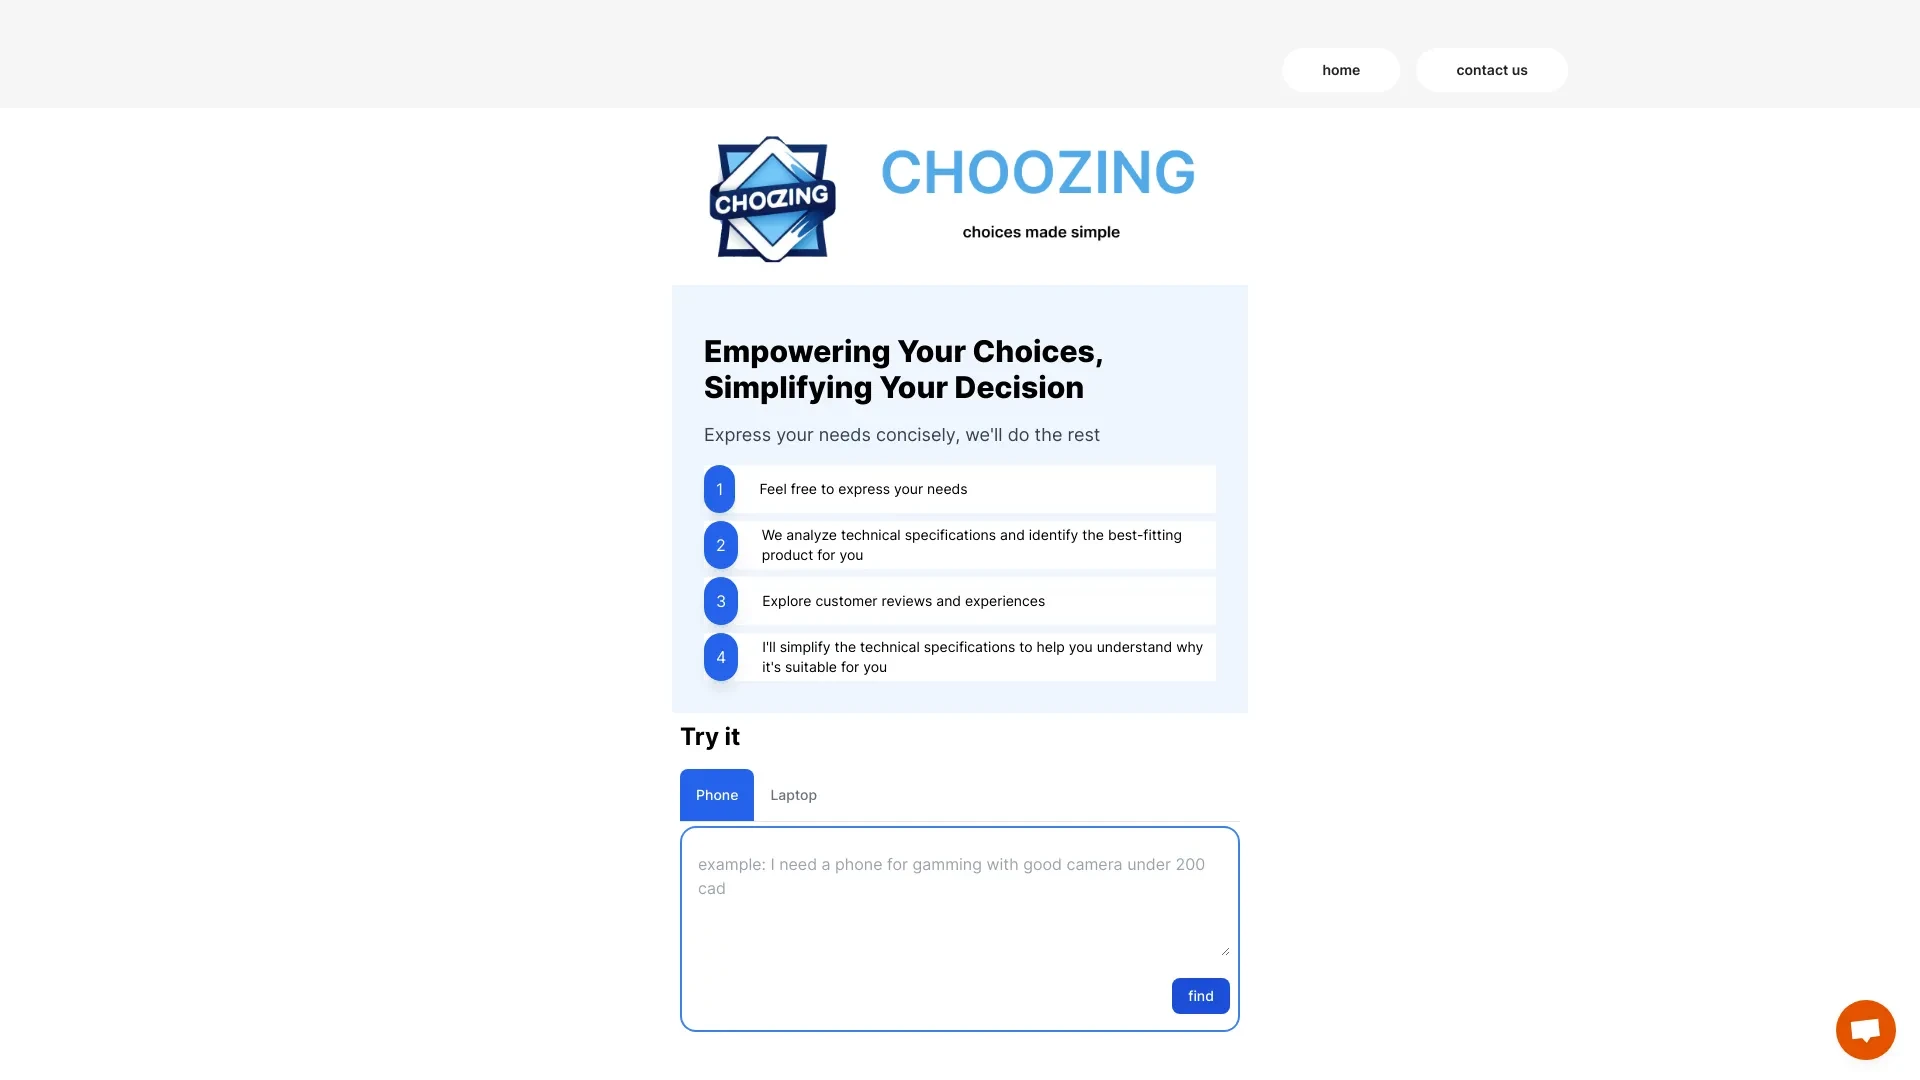 home
contact us
CHOOZING
CHOOZING
choices made simple
Empowering Your Choices,
Simplifying Your Decision
Express your needs concisely, we'll do the rest
1
Feel free to express your needs
2
We analyze technical specifications and identify the best-fitting
product for you
3
Explore customer reviews and experiences
4
I'll simplify the technical specifications to help you understand why
it's suitable for you
Try it
Phone
Laptop
example: I need a phone for gamming with good camera under 200
cad
find